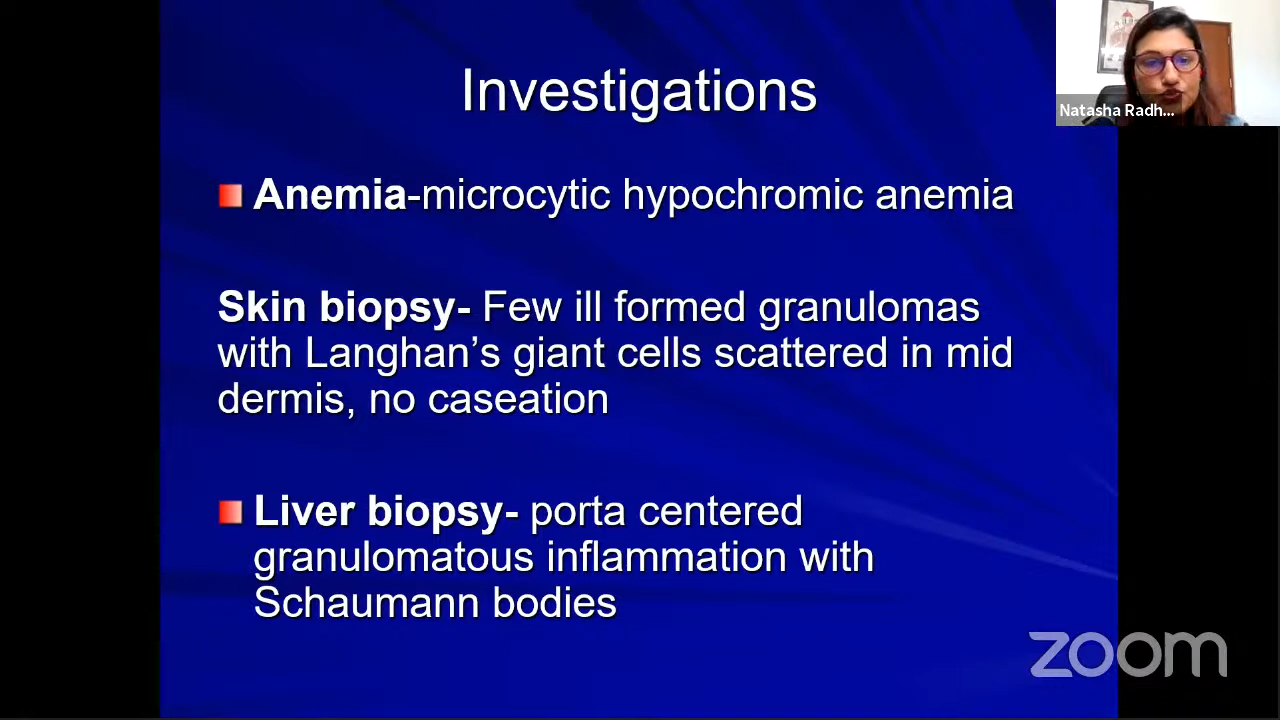 Investigations
Natasha Radh...
Anemia-microcytic hypochromic anemia
Skin biopsy- Few ill formed granulomas
with Langhan’s giant cells scattered in mid
dermis, no caseation
Liver biopsy- porta centered
granulomatous inflammation with
Schaumann bodies
zoom